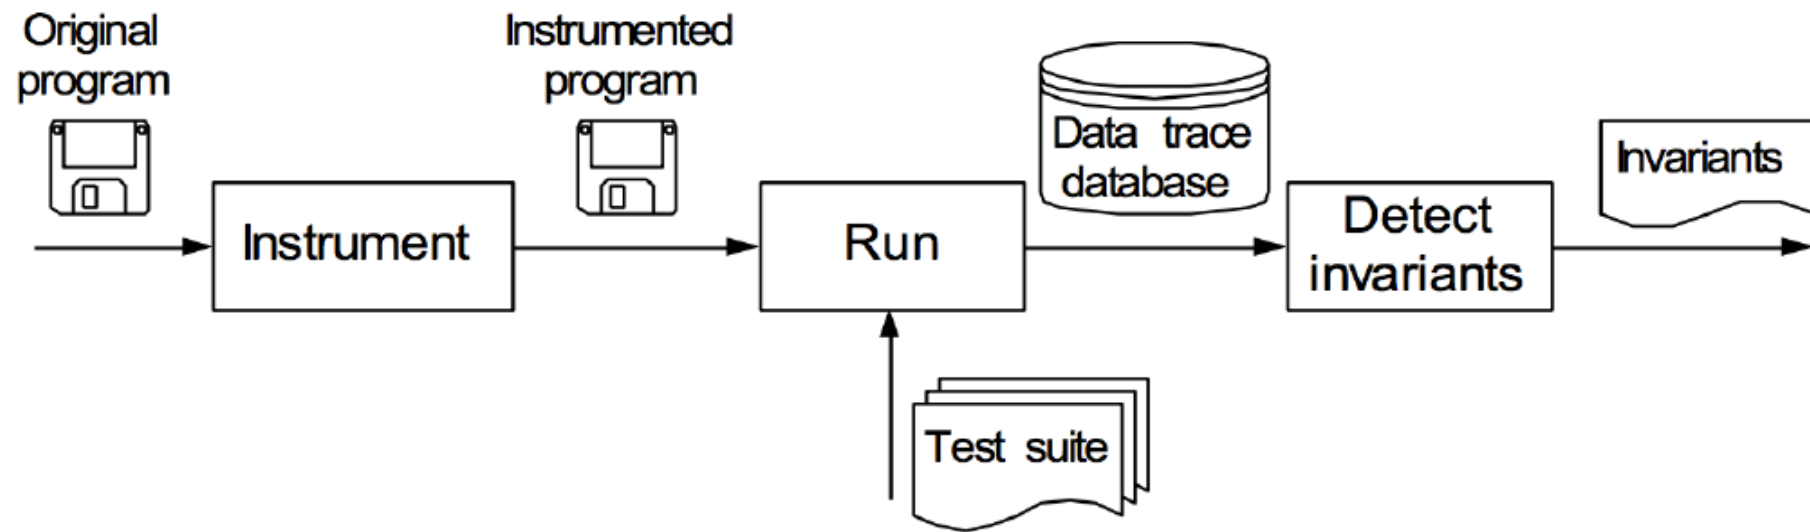 Original
program
Instrumented
program
Data trace
database
Invariants
Instrument
Run
Detect
invariants
Test suite